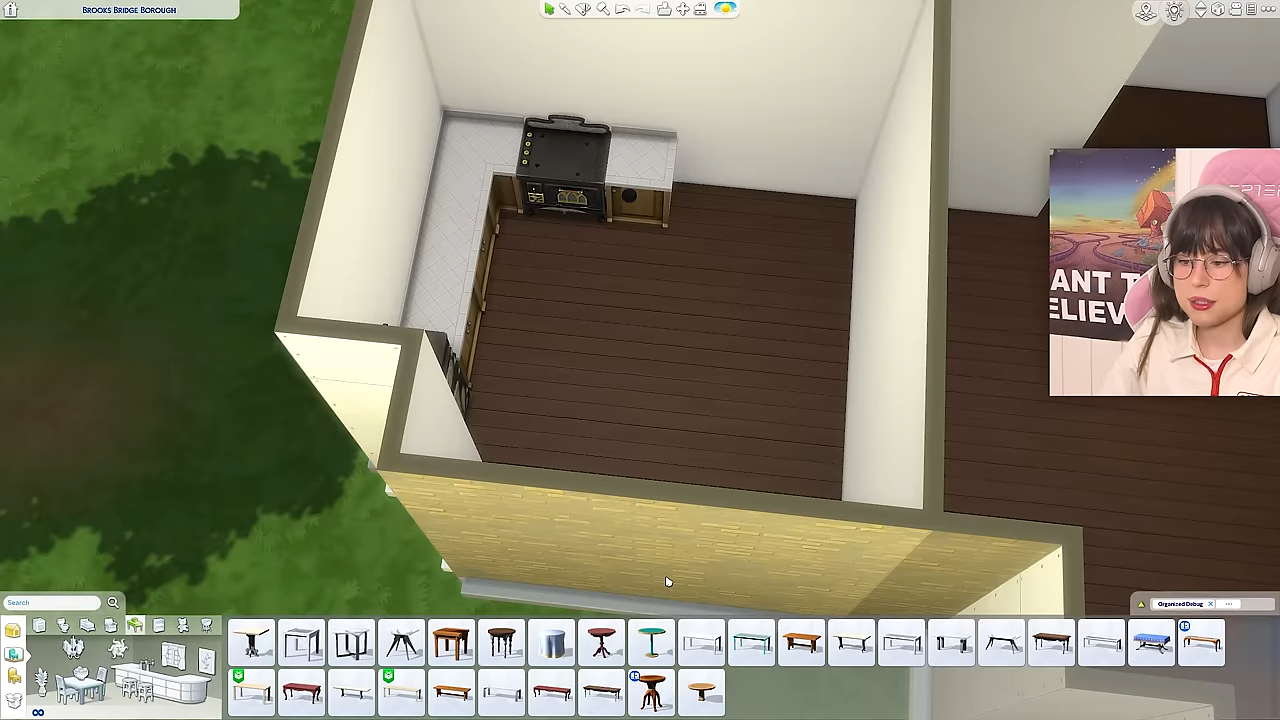 BROOKS BRIDGE BOROUGH
ANT T
ELIEV
Search
Organized Debug